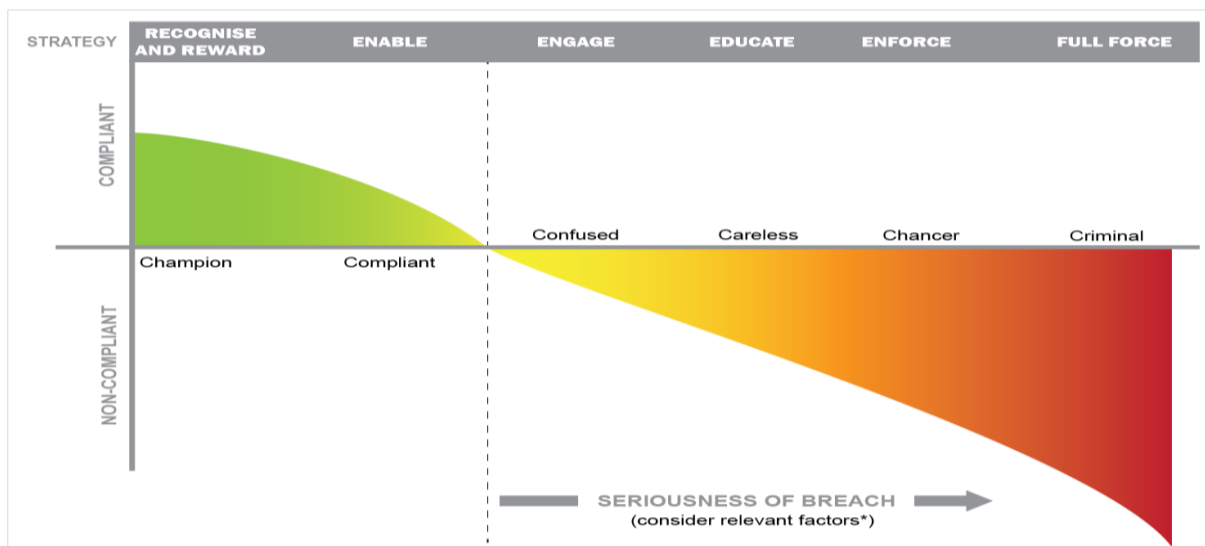 STRATEGY
RECOGNISE
AND REWARD
ENABLE
ENGAGE
EDUCATE
ENFORCE
FULL FORCE
COMPLIANT
Confused
Careless
Chancer
Criminal
Champion
Compliant
NON-COMPLIANT
SERIOUSNESS OF BREACH
(consider relevant factors*)